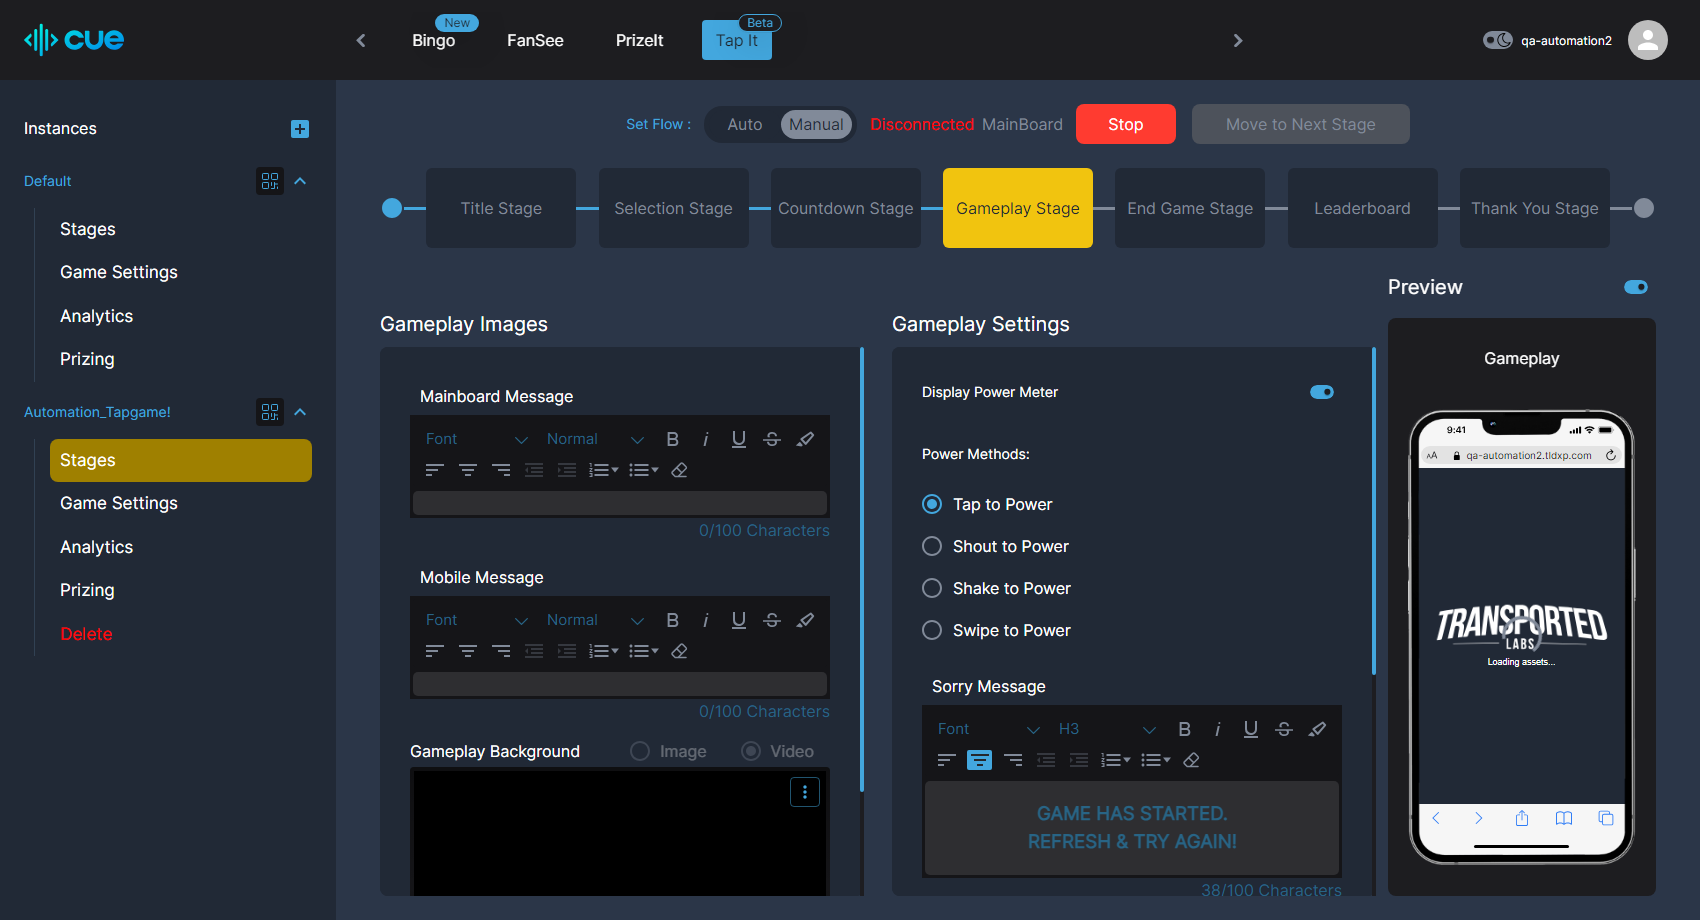 cue
Bingo
New
FanSee
PrizeIt
Tap It
Beta
qa-automation2
Instances
Default
Stages
Game Settings
Analytics
Prizing
Automation_Tapgame!
Stages
Game Settings
Analytics
Prizing
Delete
Set Flow :
Auto
Manual
Disconnected MainBoard
Stop
Move to Next Stage
Title Stage
Selection Stage
Countdown Stage
Gameplay Stage
End Game Stage
Leaderboard
Thank You Stage
Gameplay Images
Mainboard Message
Font
Normal
B i U S
0/100 Characters
Mobile Message
Font
Normal
B i U S
0/100 Characters
Gameplay Background
Image
Video
Gameplay Settings
Display Power Meter
Power Methods:
Tap to Power
Shout to Power
Shake to Power
Swipe to Power
Sorry Message
Font
H3
B i U S
GAME HAS STARTED.
REFRESH & TRY AGAIN!
38/100 Characters
Preview
Gameplay
9:41
AA
qa-automation2.tldxp.com
TRANSPORTED
LABS
Loading assets...